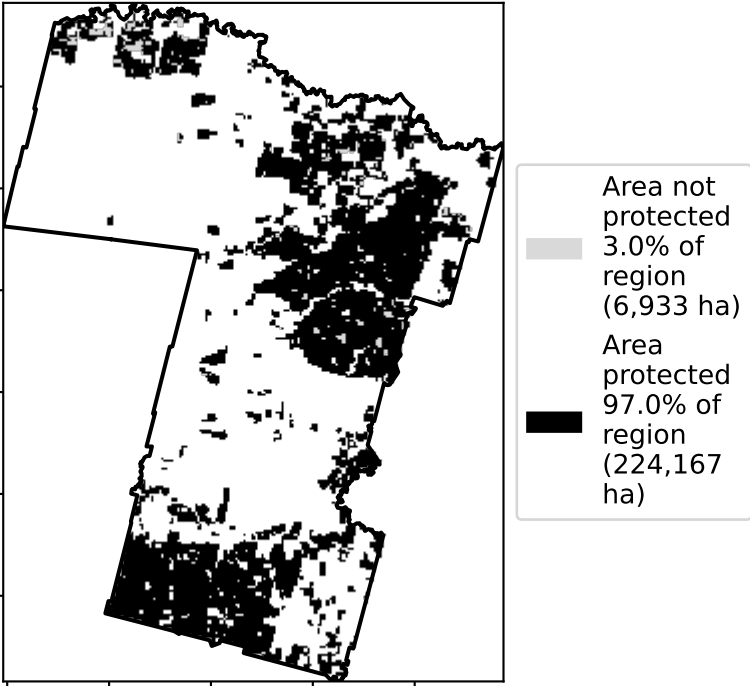 Area not
protected
3.0% of
region
(6,933 ha)
Area
protected
97.0% of
region
(224,167
ha)